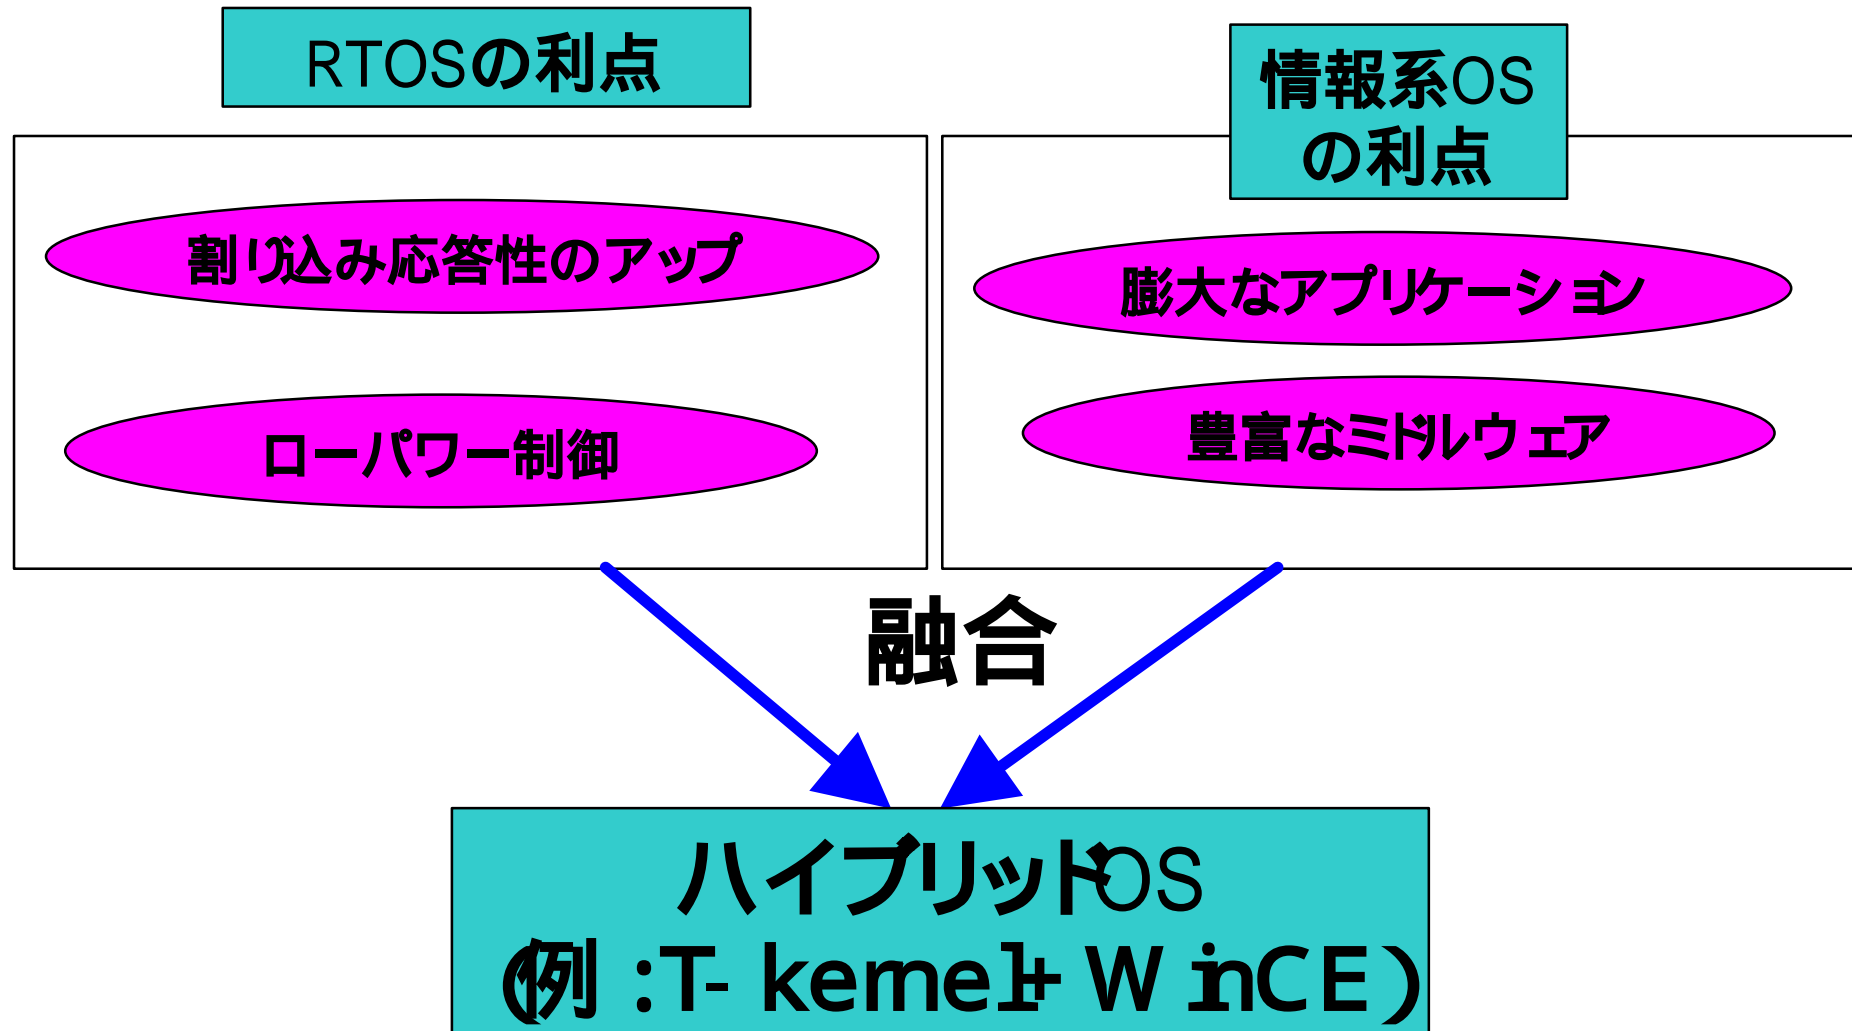 RTOSの利点
割り込み応答性のアップ
ローパワー制御
情報系OS
の利点
膨大なアプリケーション
豊富なミドルウェア
融合
ハイブリッドOS
(例:T-kernel+WinCE)